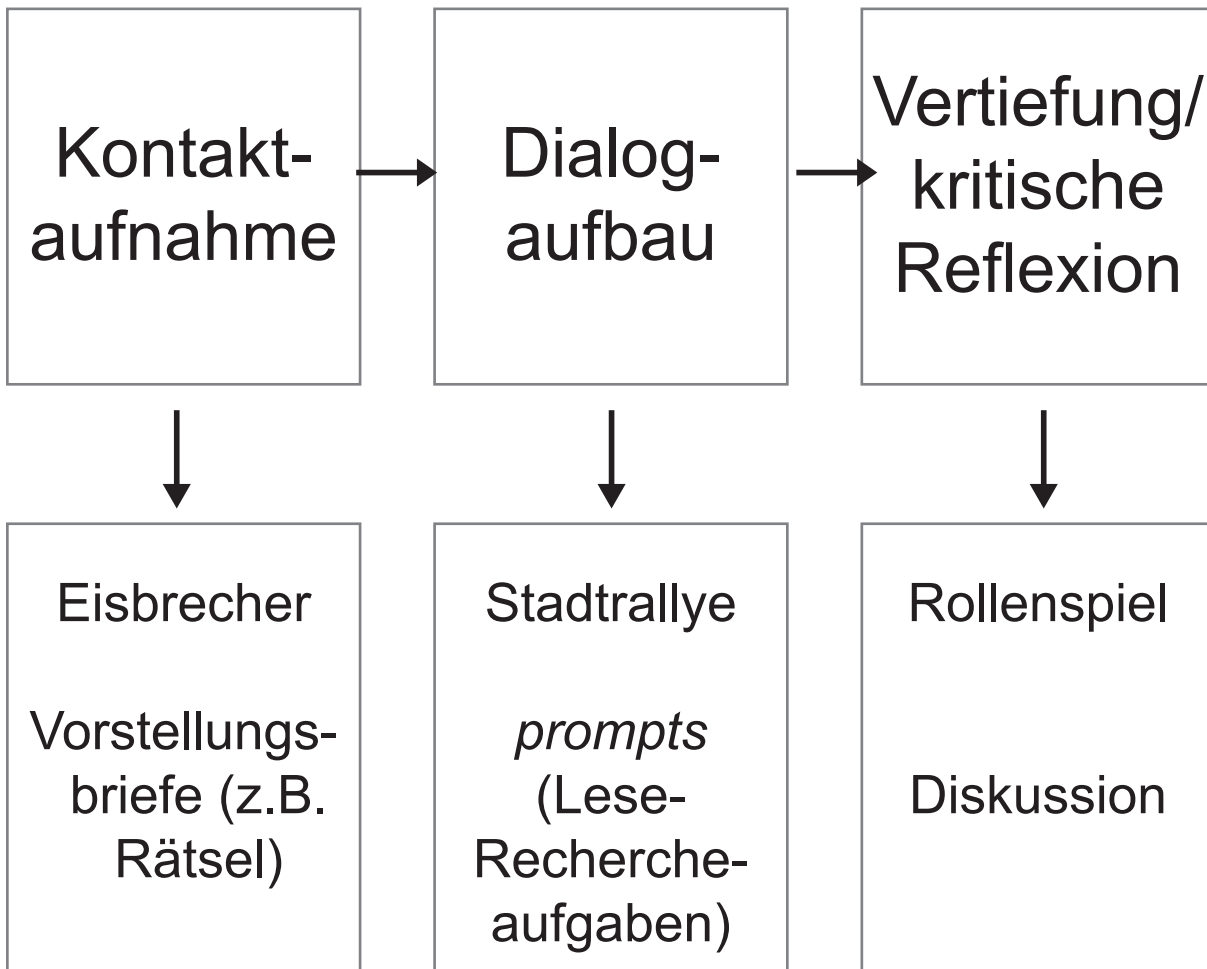 Kontakt-
aufnahme
Dialog-
aufbau
Vertiefung/
kritische
Reflexion
Eisbrecher
Vorstellungs-
briefe (z.B.
Rätsel)
Stadtrallye
prompts
(Lese-
Recherche-
aufgaben)
Rollenspiel
Diskussion